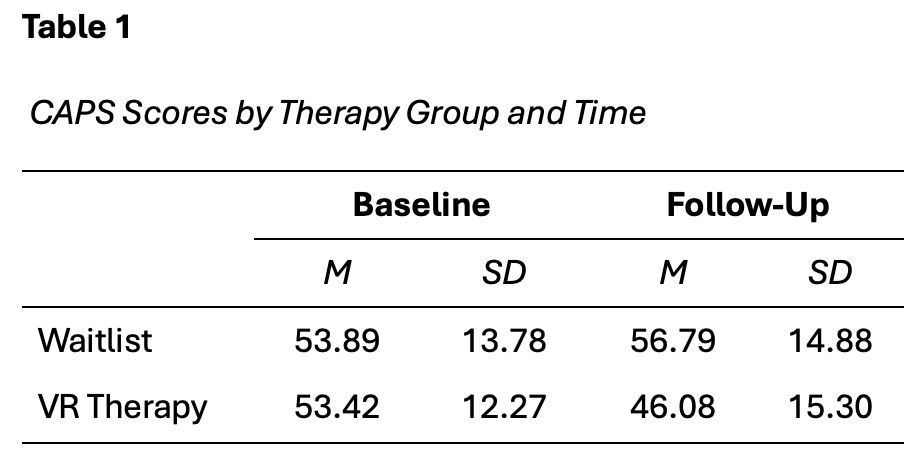 Table 1
CAPS Scores by Therapy Group and Time
Baseline Follow-Up
M SD M SD
Waitlist 53.89 13.78 56.79 14.88
VR Therapy 53.42 12.27 46.08 15.30